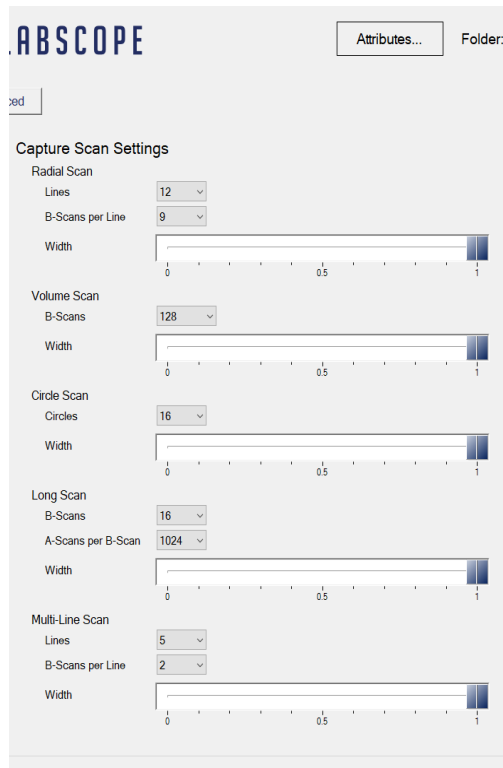 LABSCOPE
Attributes... Folder:
ced
Capture Scan Settings
Radial Scan
Lines 12
B-Scans per Line 9
Width
0 0.5 1
Volume Scan
B-Scans 128
Width
0 0.5 1
Circle Scan
Circles 16
Width
0 0.5 1
Long Scan
B-Scans 16
A-Scans per B-Scan 1024
Width
0 0.5 1
Multi-Line Scan
Lines 5
B-Scans per Line 2
Width
0 0.5 1